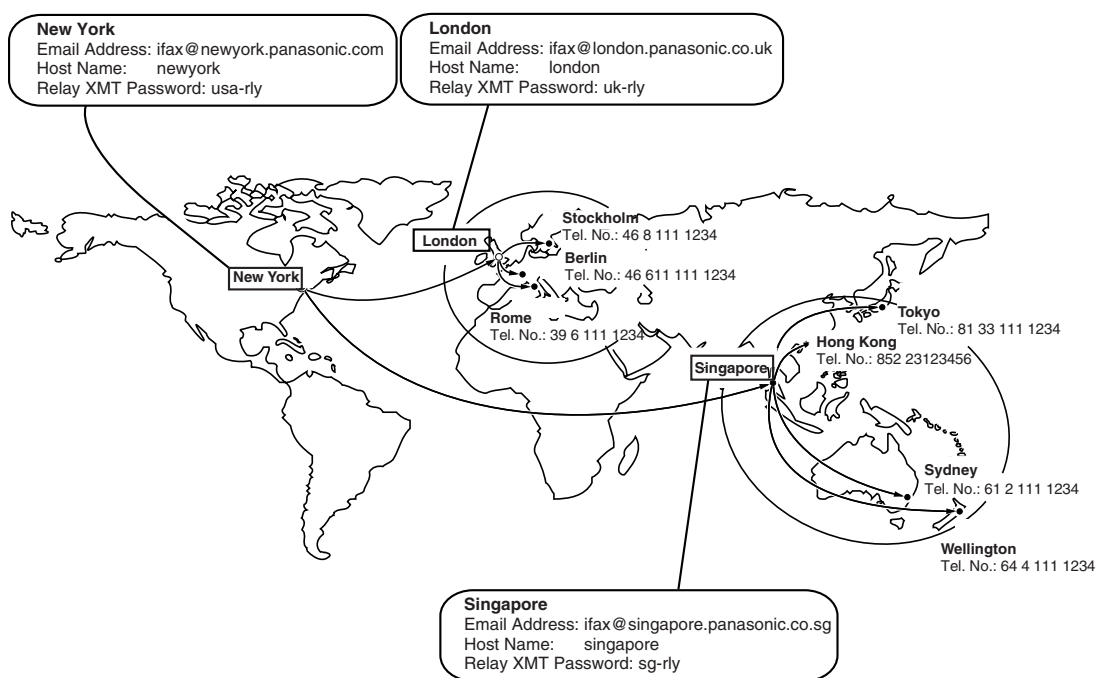 New York
Email Address: ifax@newyork.panasonic.com
Host Name: newyork
Relay XMT Password: usa-rly
London
Email Address: ifax@london.panasonic.co.uk
Host Name: london
Relay XMT Password: uk-rly
Stockholm
Tel. No.: 46 8 111 1234
London
Berlin
Tel. No.: 46 611 111 1234
New York
Rome
Tel. No.: 39 6 111 1234
Tokyo
Tel. No.: 81 33 111 1234
Hong Kong
Tel. No.: 852 23123456
Singapore
Sydney
Tel. No.: 61 2 111 1234
Wellington
Tel. No.: 64 4 111 1234
Singapore
Email Address: ifax@singapore.panasonic.co.sg
Host Name: singapore
Relay XMT Password: sg-rly